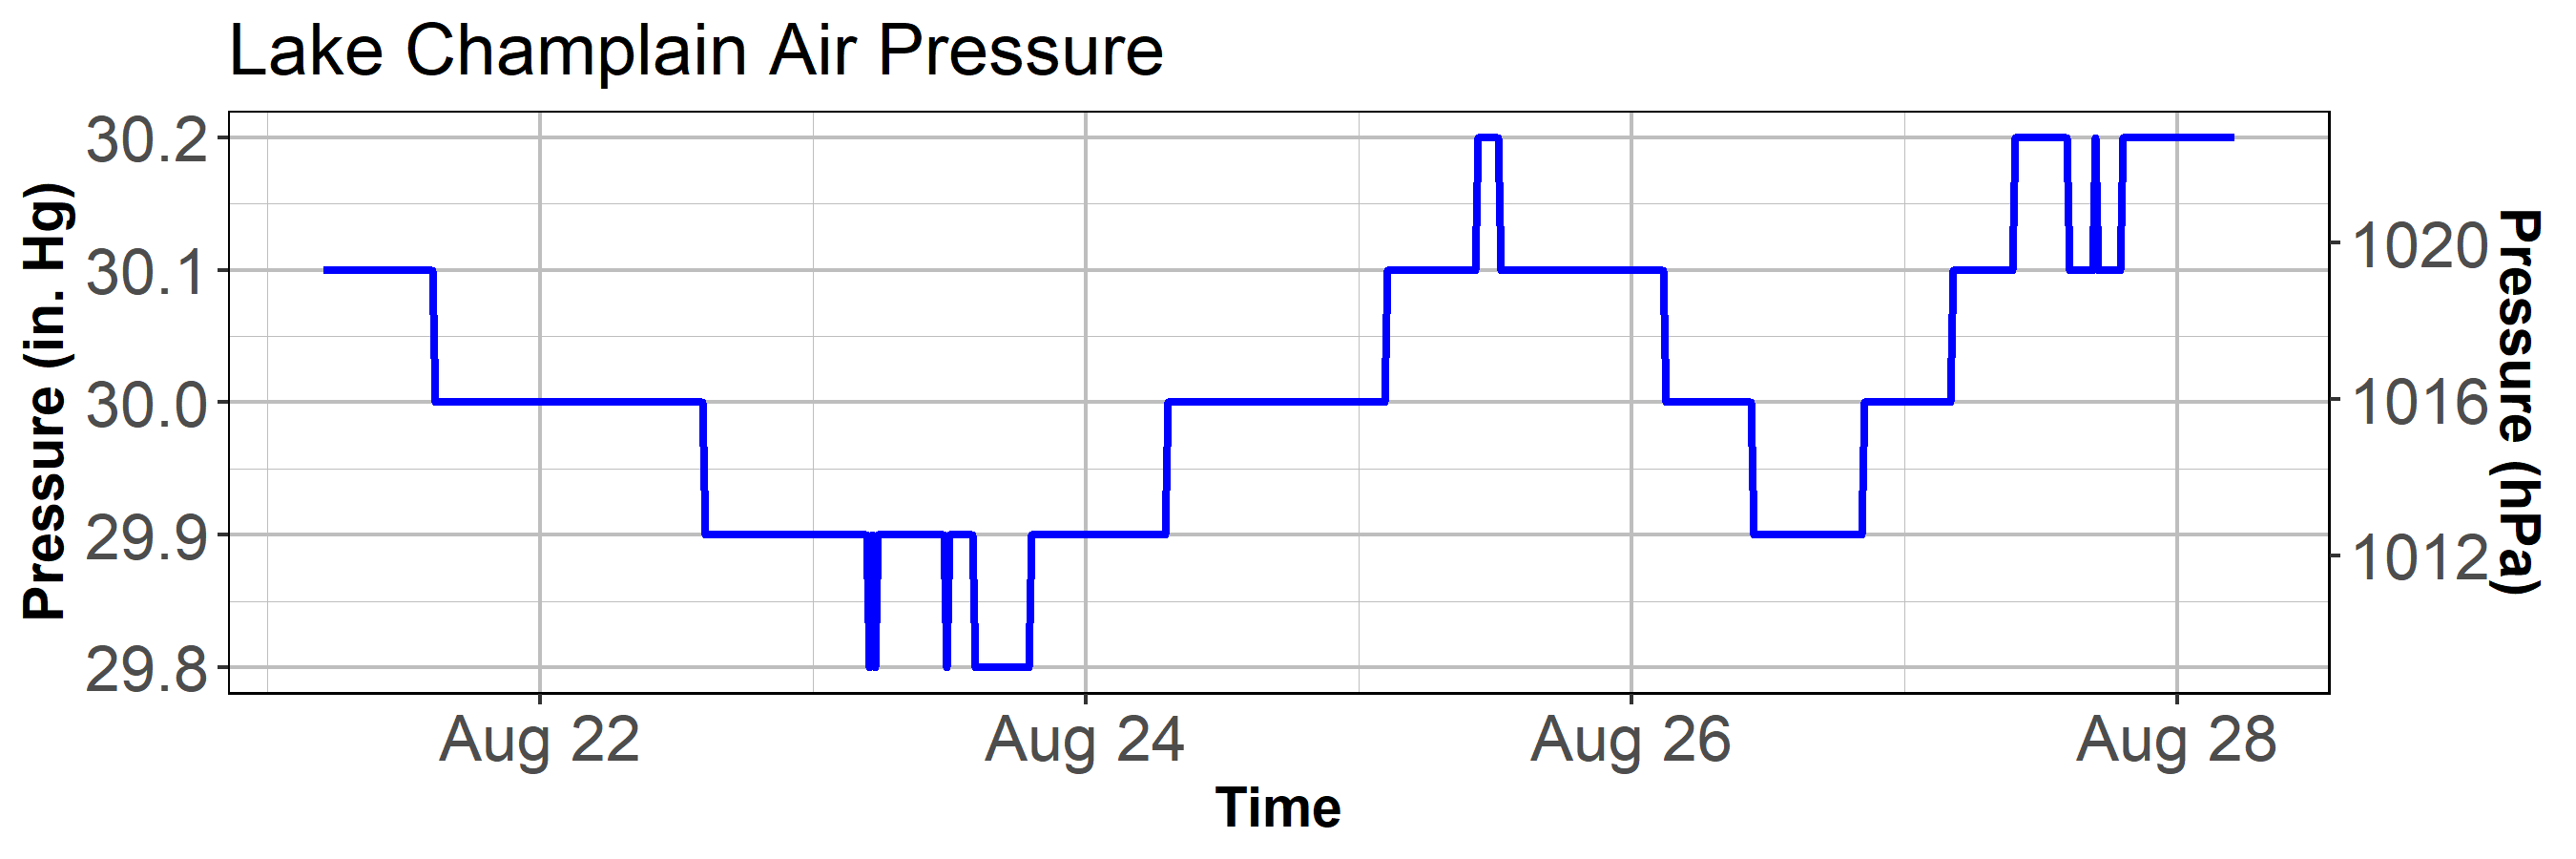 Lake Champlain Air Pressure
30.2
30.1
30.0
29.9
29.8
Pressure (in. Hg)
1020
1016
1012
Pressure (hPa)
Aug 22
Aug 24
Aug 26
Aug 28
Time